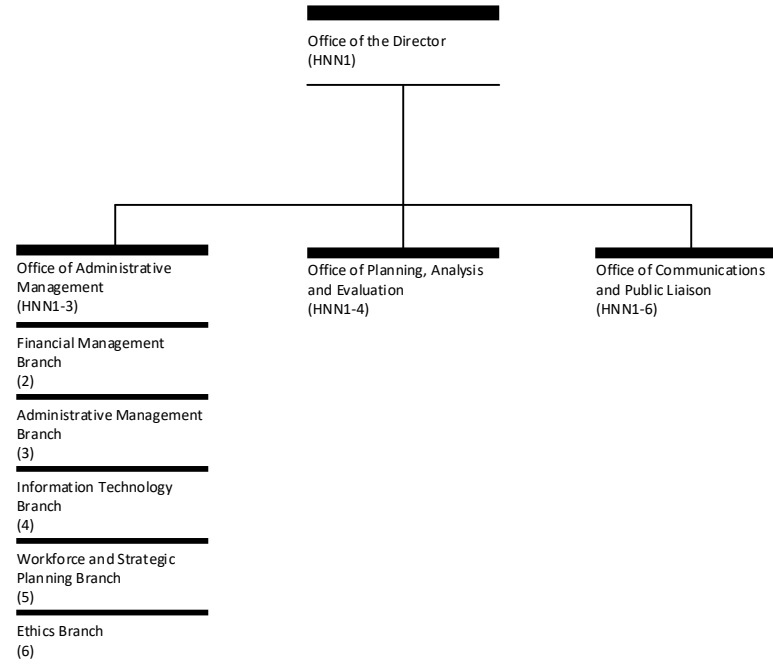 Office of the Director
(HNN1)
Office of Administrative
Management
(HNN1-3)
Office of Planning, Analysis
and Evaluation
(HNN1-4)
Office of Communications
and Public Liaison
(HNN1-6)
Financial Management
Branch
(2)
Administrative Management
Branch
(3)
Information Technology
Branch
(4)
Workforce and Strategic
Planning Branch
(5)
Ethics Branch
(6)